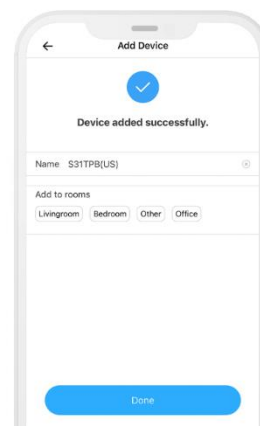 Add Device
Device added successfully.
Name S31TPB(US)
Add to rooms
Livingroom Bedroom Other Office
Done